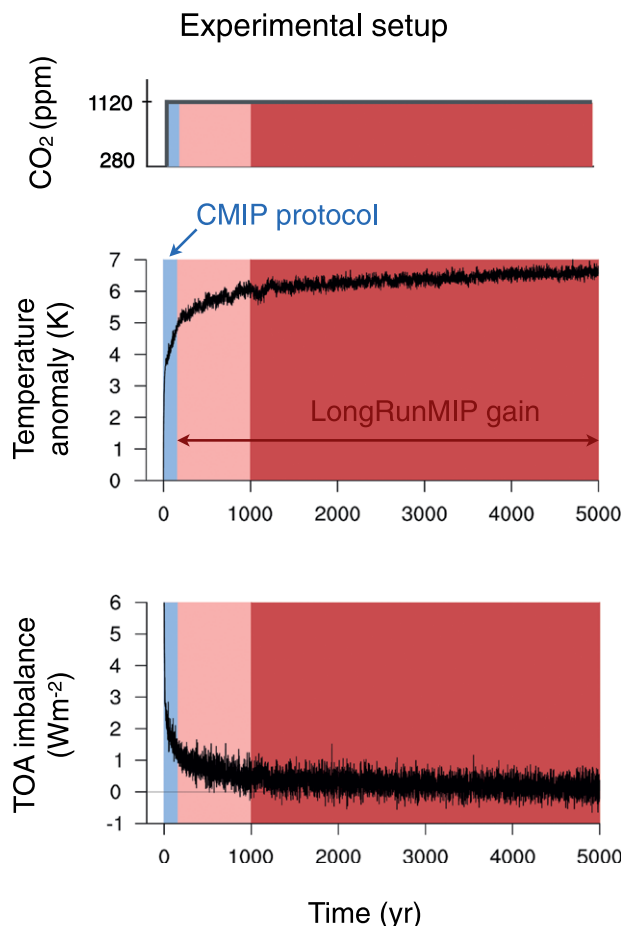 Experimental setup
CO₂ (ppm)
1120
280
CMIP protocol
Temperature
anomaly (K)
7
6
5
4
3
2
1
0
LongRunMIP gain
0 1000 2000 3000 4000 5000
TOA imbalance
(Wm⁻²)
6
5
4
3
2
1
0
-1
0 1000 2000 3000 4000 5000
Time (yr)